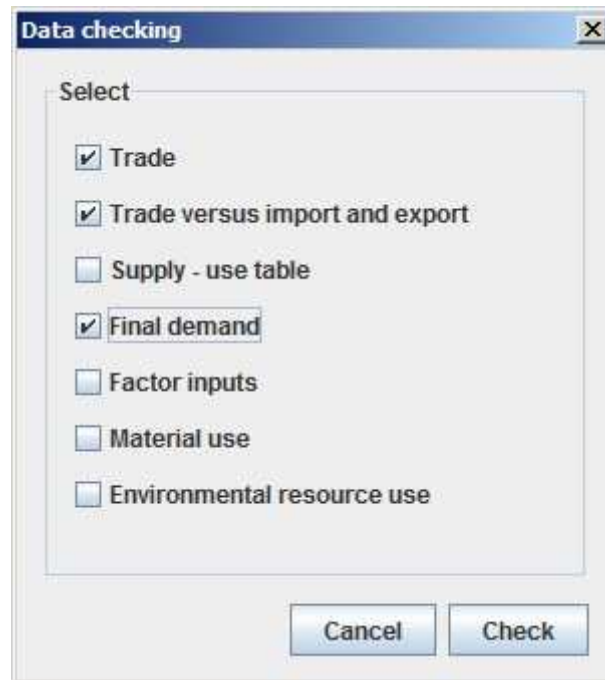 Data checking
Select
Trade
Trade versus import and export
Supply - use table
Final demand
Factor inputs
Material use
Environmental resource use
Cancel Check